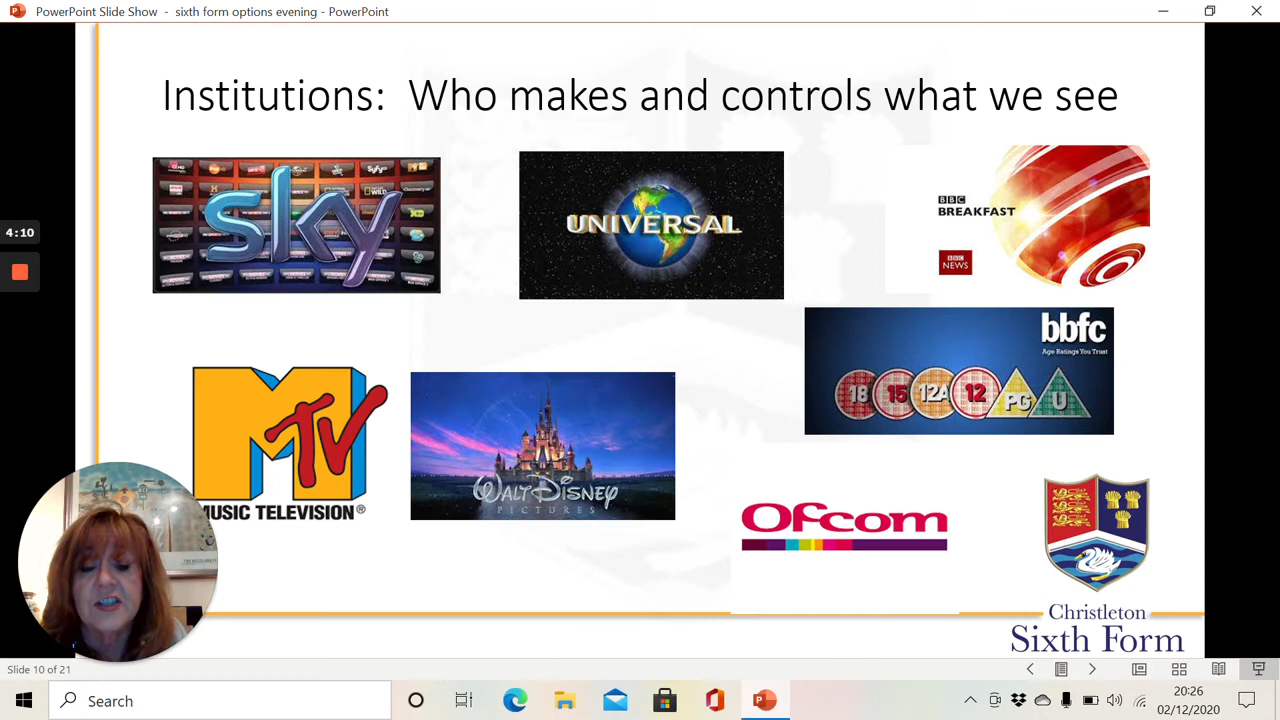 PowerPoint Slide Show - sixth form options evening - PowerPoint
Institutions: Who makes and controls what we see
sky
UNIVERSAL
BBC
BREAKFAST
BBC
NEWS
4:10
bbfc
Age Ratings You Trust
18 15 12A 12 PG U
MTV
MUSIC TELEVISION®
WALT DISNEY
PICTURES
Ofcom
Christleton
Sixth Form
Slide 10 of 21
Search
20:26
02/12/2020